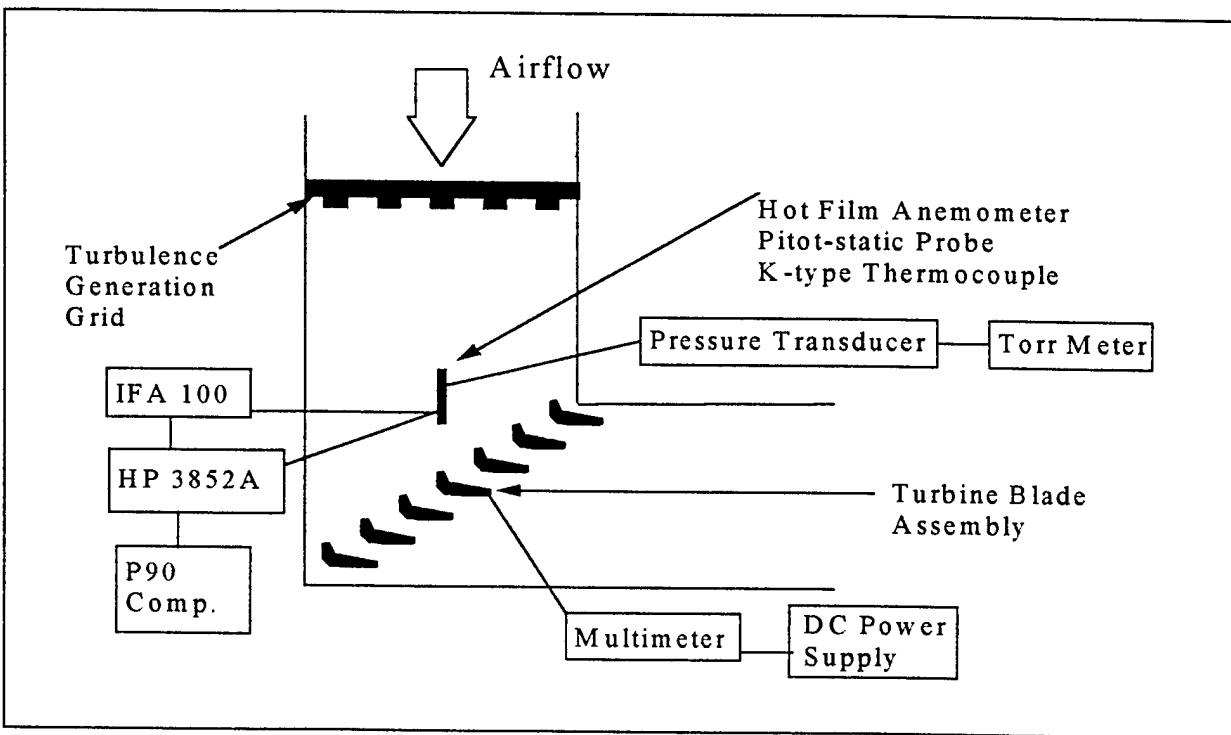 Airflow
Turbulence
Generation
Grid
Hot Film Anemometer
Pitot-static Probe
K-type Thermocouple
Pressure Transducer
Torr Meter
IFA 100
HP 3852A
P90
Comp.
Turbine Blade
Assembly
Multimeter
DC Power
Supply